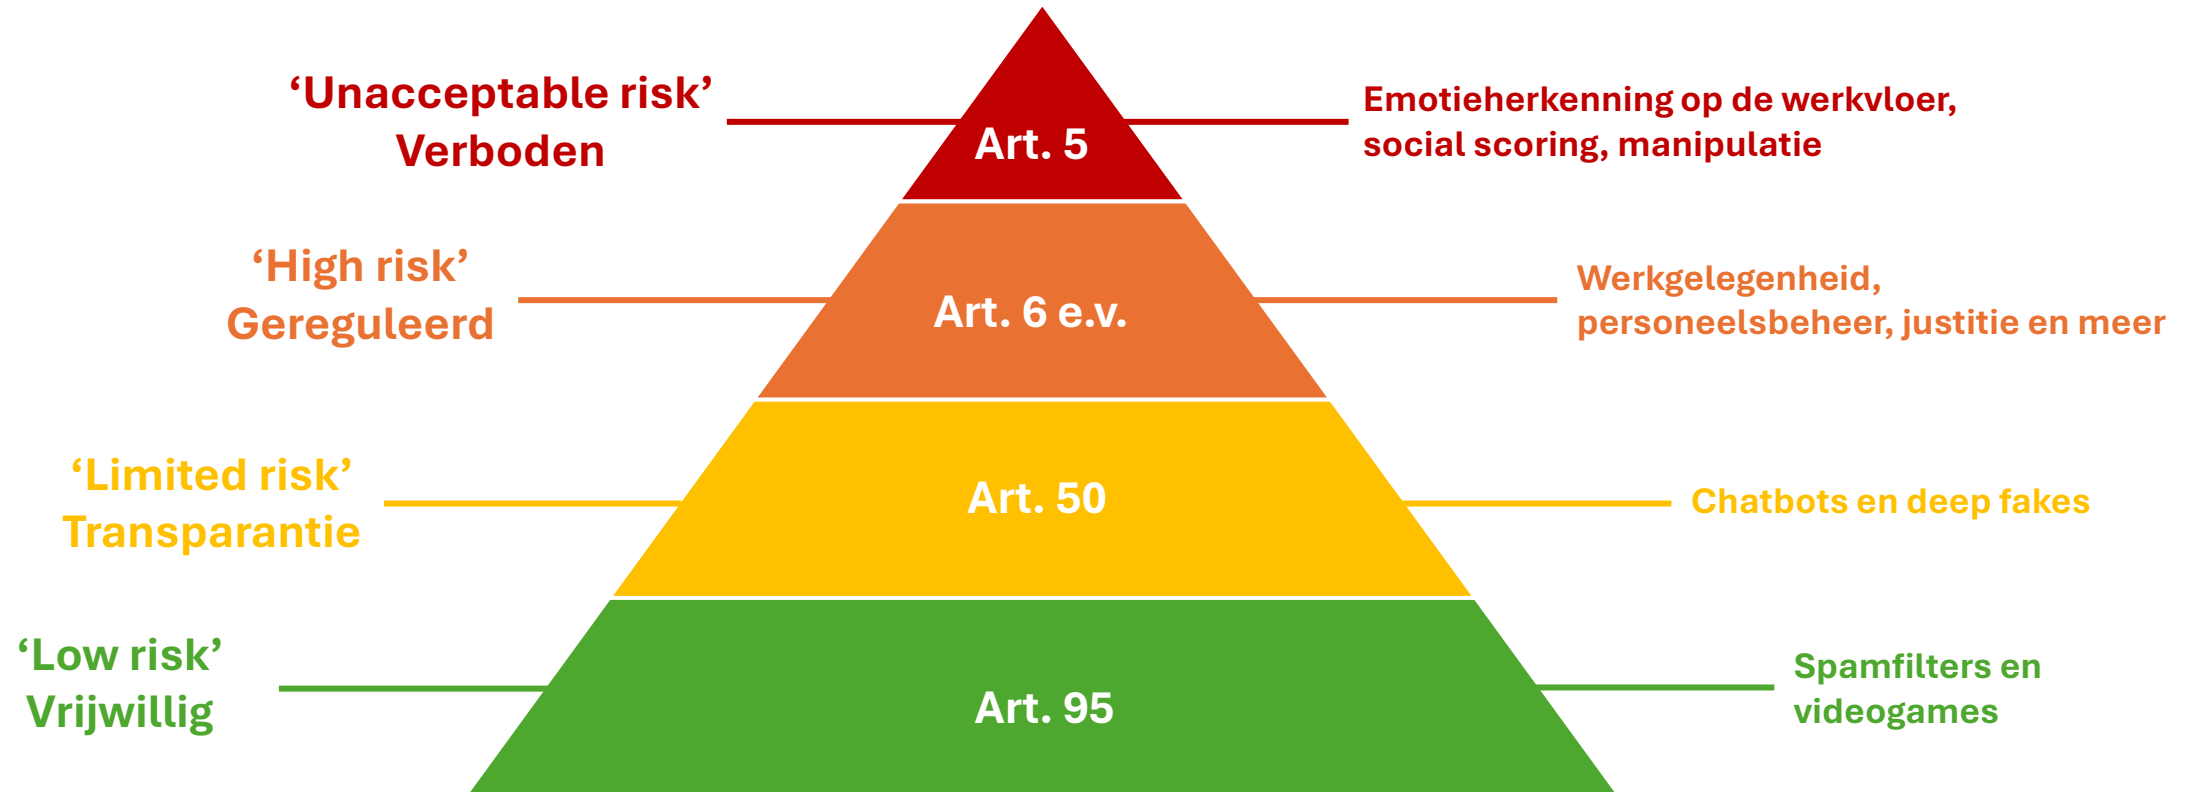 ‘Unacceptable risk’
Verboden
Art. 5
Emotieherkenning op de werkvloer,
social scoring, manipulatie
‘High risk’
Gereguleerd
Art. 6 e.v.
Werkgelegenheid,
personeelsbeheer, justitie en meer
‘Limited risk’
Transparantie
Art. 50
Chatbots en deep fakes
‘Low risk’
Vrijwillig
Art. 95
Spamfilters en
videogames